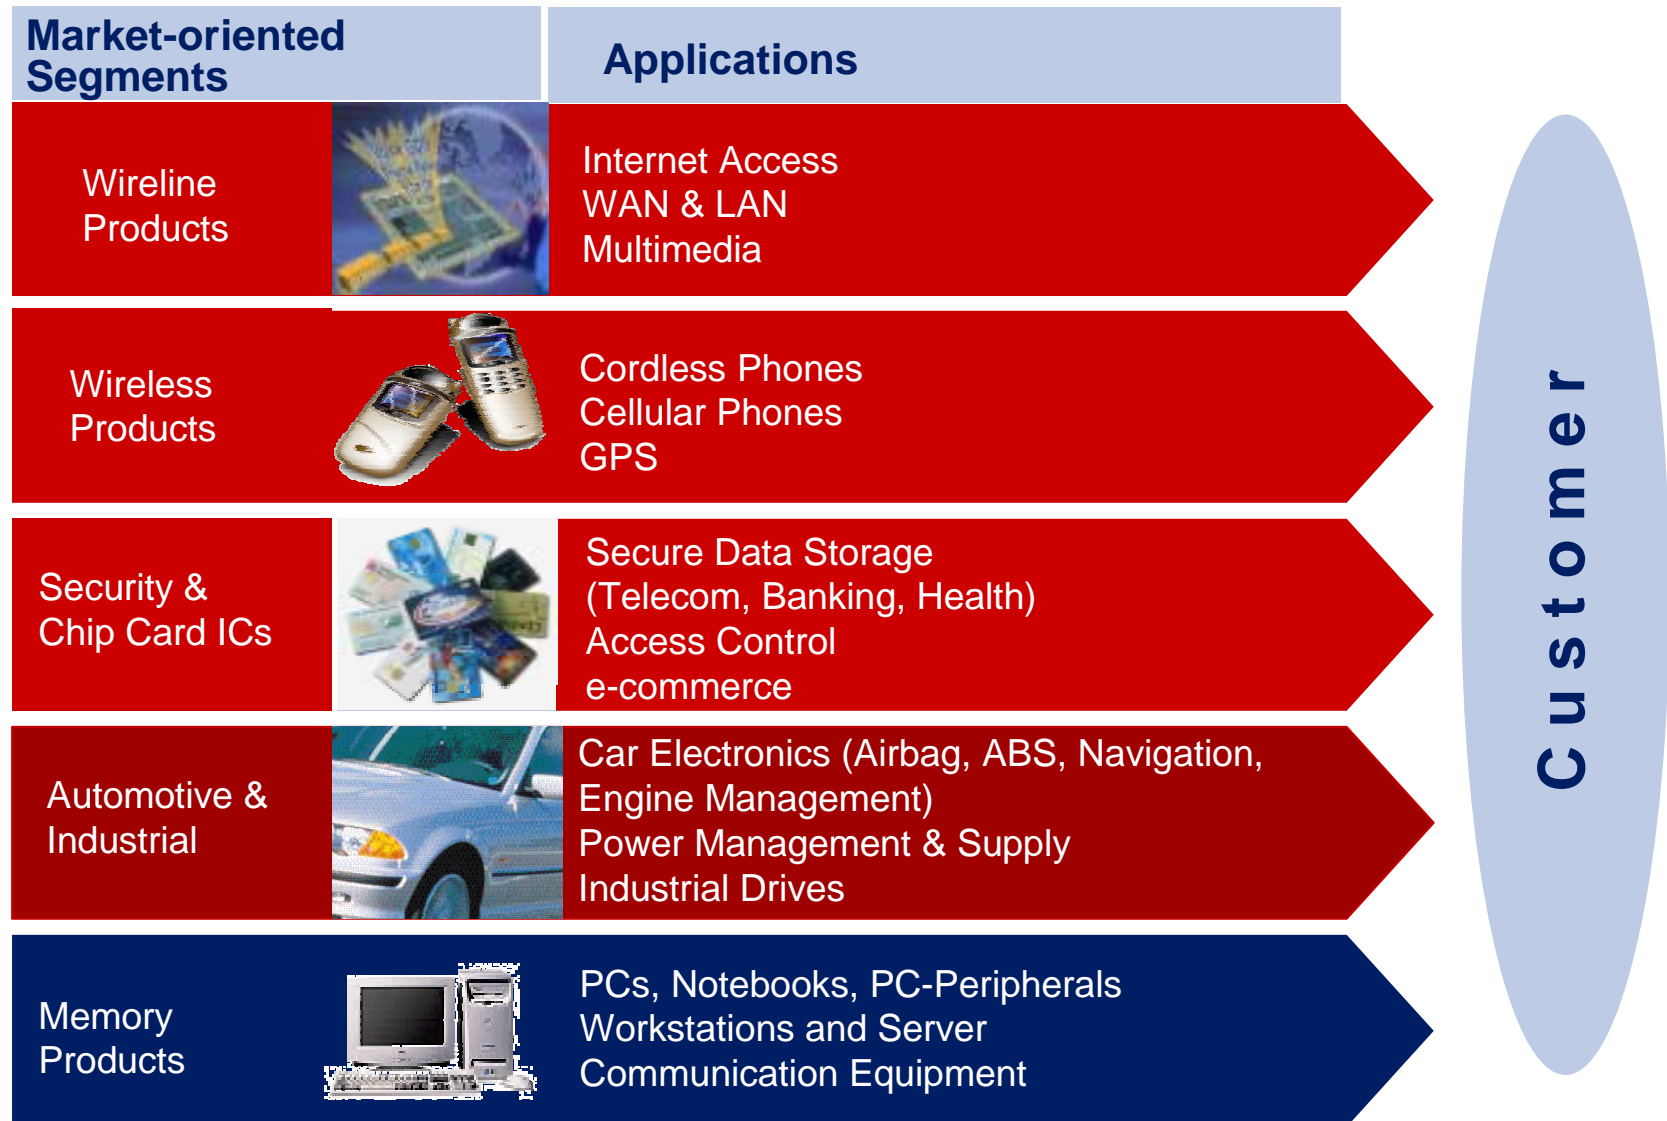 Market-oriented
Segments
Applications
Wireline
Products
Internet Access
WAN & LAN
Multimedia
Wireless
Products
Cordless Phones
Cellular Phones
GPS
Security &
Chip Card ICs
Secure Data Storage
(Telecom, Banking, Health)
Access Control
e-commerce
Automotive &
Industrial
Car Electronics (Airbag, ABS, Navigation,
Engine Management)
Power Management & Supply
Industrial Drives
Memory
Products
PCs, Notebooks, PC-Peripherals
Workstations and Server
Communication Equipment
Customer